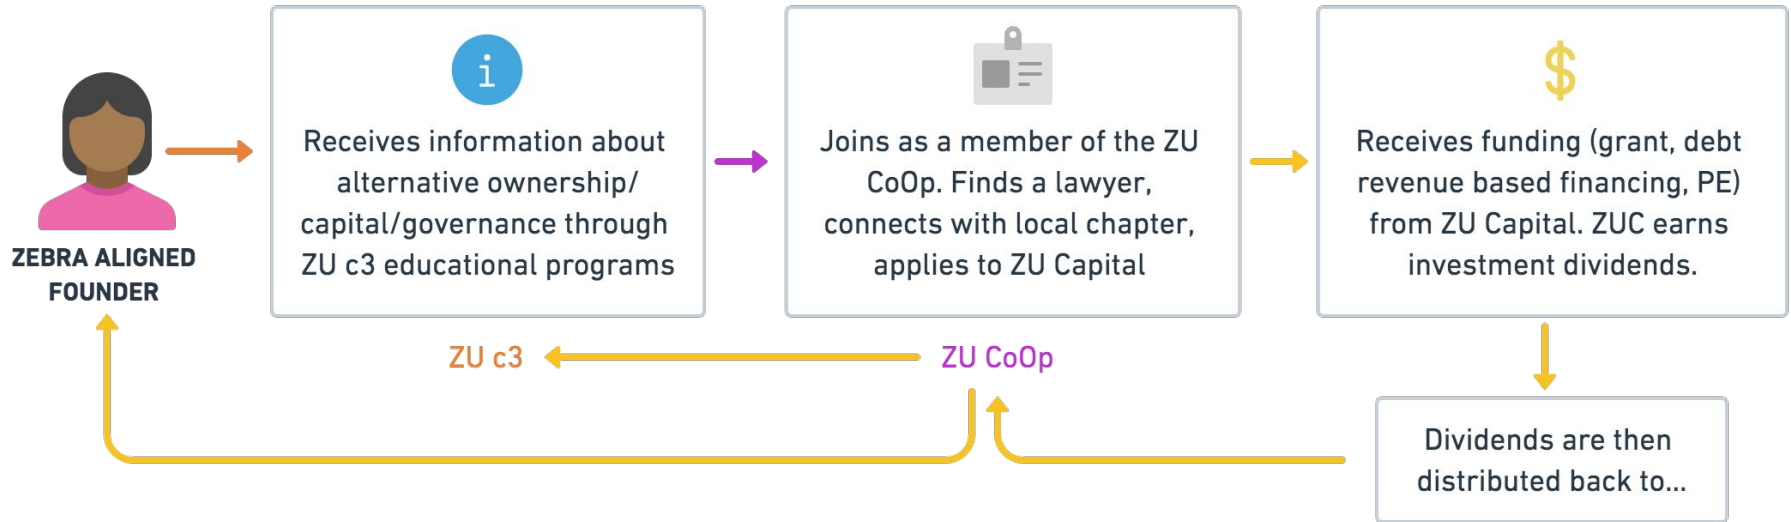 ZEBRA ALIGNED
FOUNDER
i
Receives information about
alternative ownership/
capital/governance through
ZU c3 educational programs
Joins as a member of the ZU
CoOp. Finds a lawyer,
connects with local chapter,
applies to ZU Capital
$
Receives funding (grant, debt
revenue based financing, PE)
from ZU Capital. ZUC earns
investment dividends.
ZU c3
ZU CoOp
Dividends are then
distributed back to...